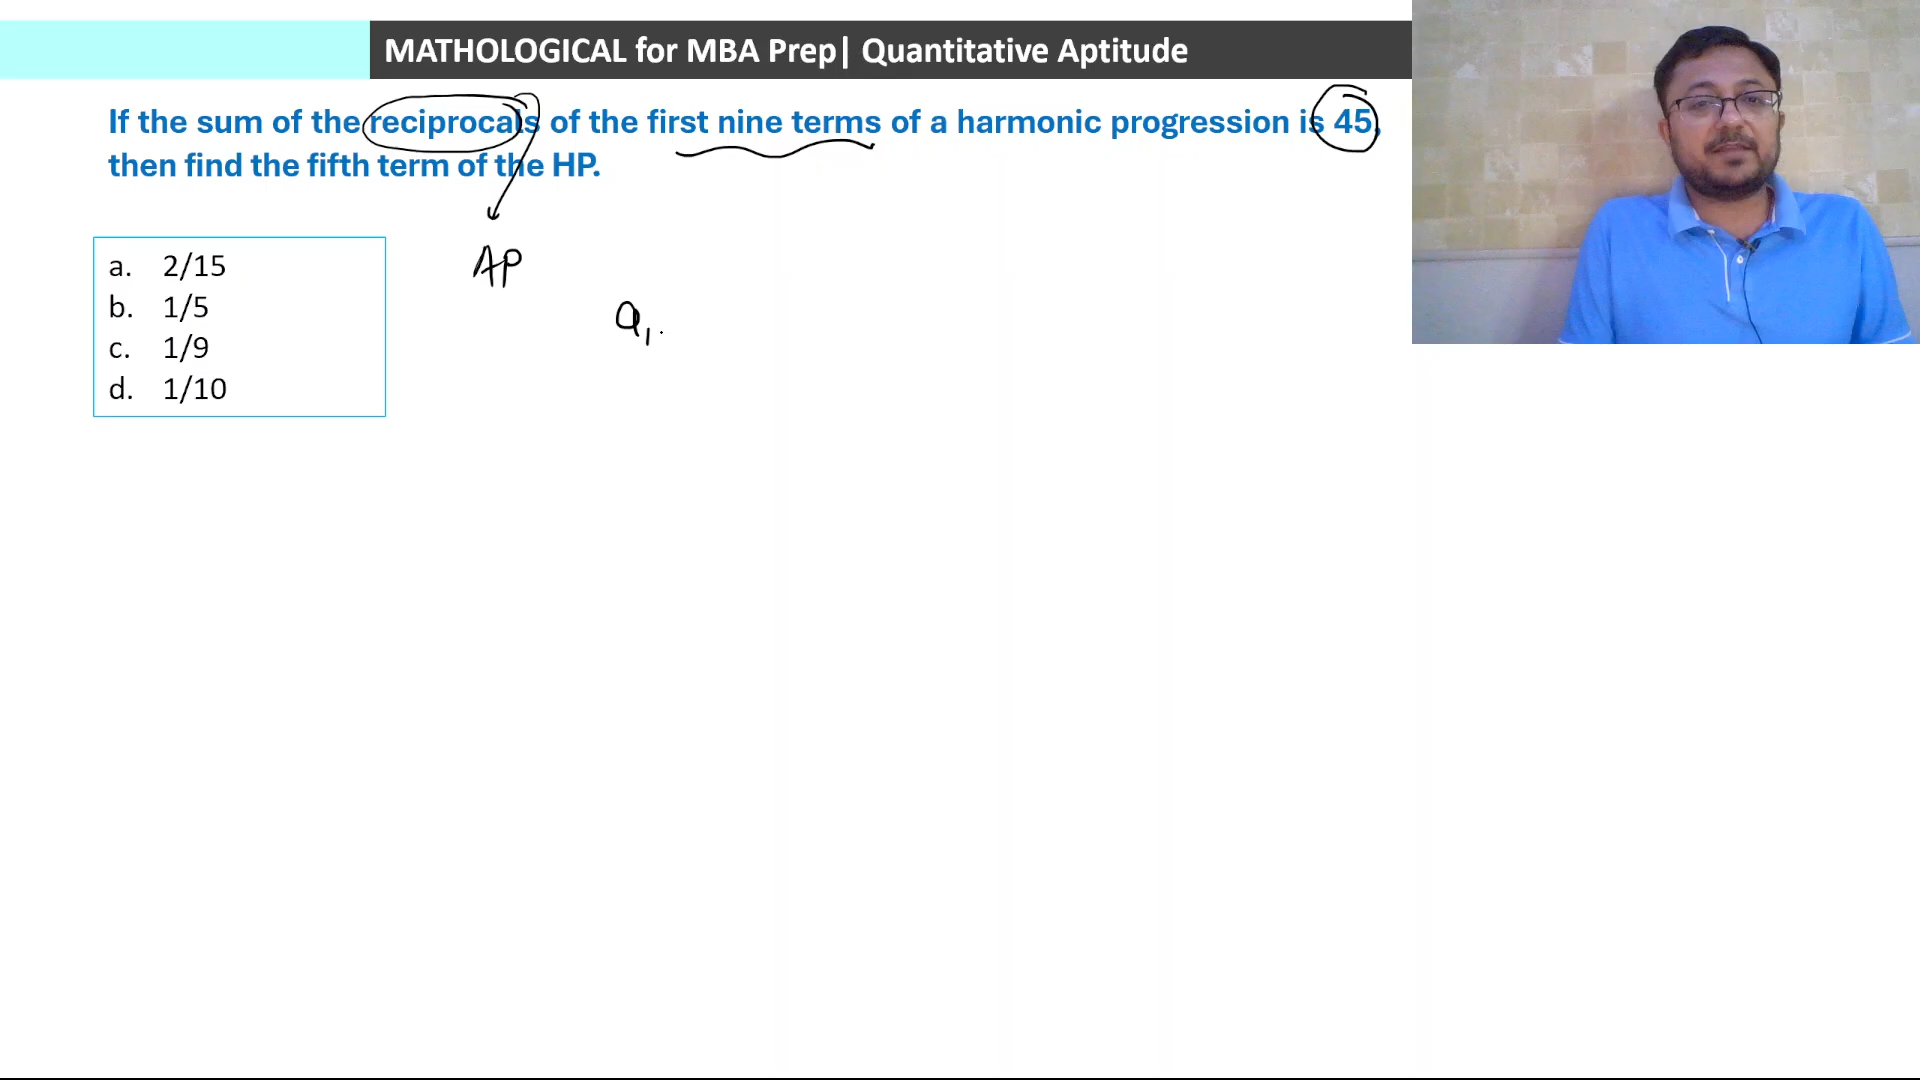 MATHOLOGICAL for MBA Prep| Quantitative Aptitude
If the sum of the reciprocals of the first nine terms of a harmonic progression is 45,
then find the fifth term of the HP.
AP
a. 2/15
b. 1/5
c. 1/9
d. 1/10
a₁.